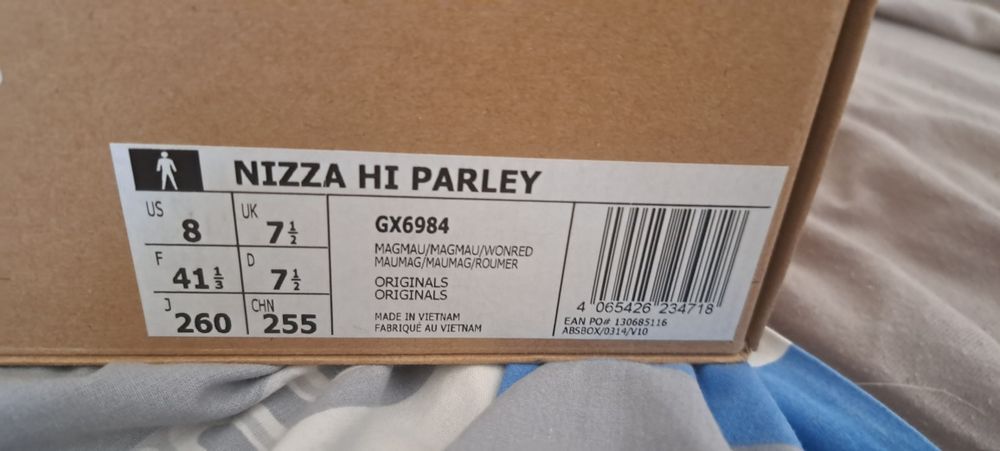 NIZZA HI PARLEY
US 8 UK 7½
F 41⅓ D 7½
J 260 CHN 255
GX6984
MAGMAU/MAGMAU/WONRED
MAUMAG/MAUMAG/ROUMER
ORIGINALS
ORIGINALS
MADE IN VIETNAM
FABRIQUÉ AU VIETNAM
4 065426 234718
EAN PO# 130685116
ABSBOX/0314/V10